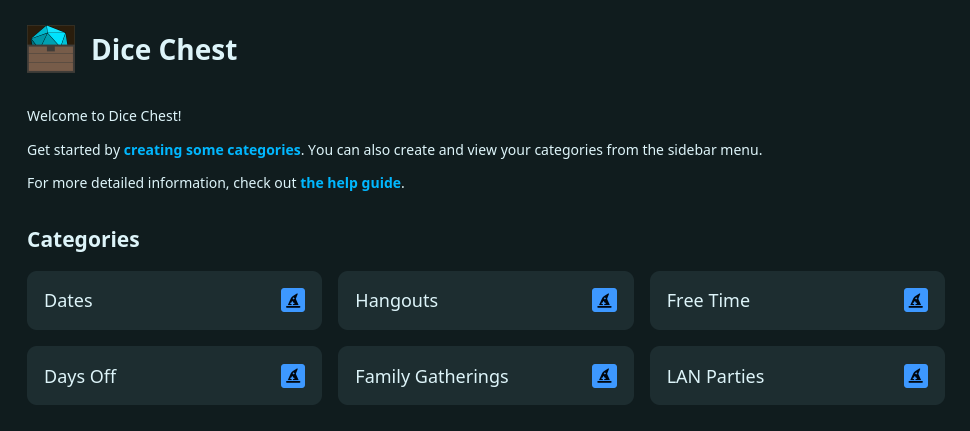 Dice Chest
Welcome to Dice Chest!
Get started by creating some categories. You can also create and view your categories from the sidebar menu.
For more detailed information, check out the help guide.
Categories
Dates
Hangouts
Free Time
Days Off
Family Gatherings
LAN Parties